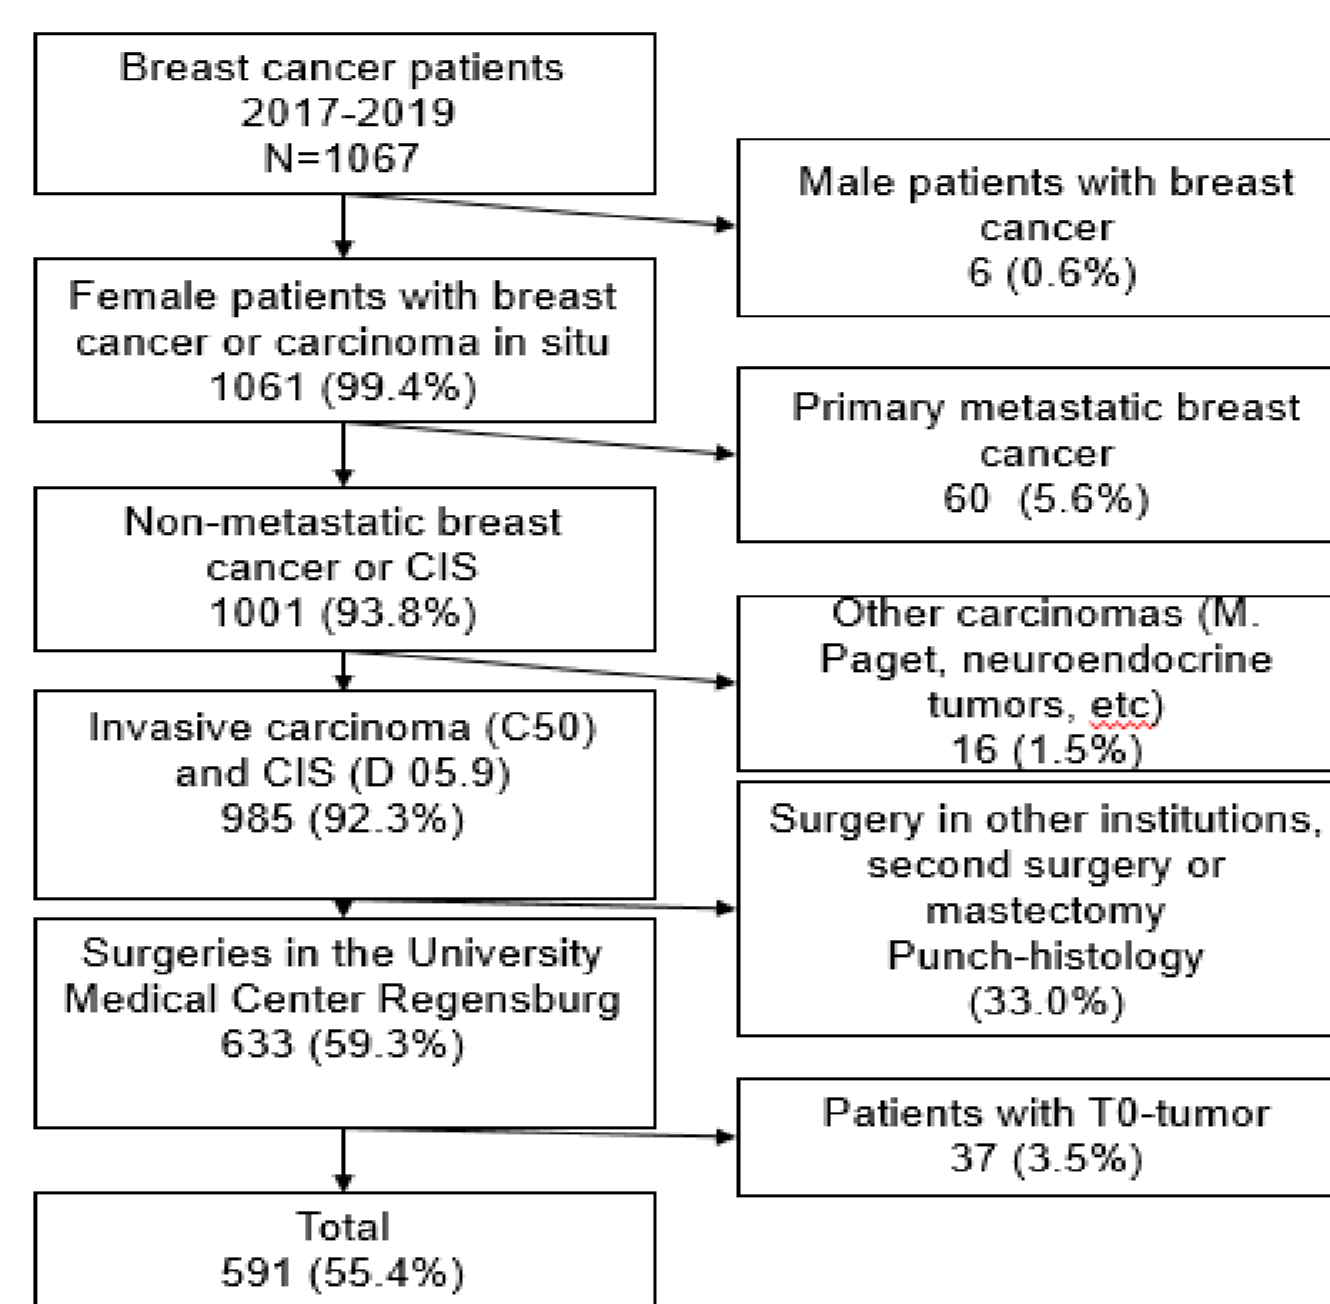 Breast cancer patients
2017-2019
N=1067
Male patients with breast
cancer
6 (0.6%)
Female patients with breast
cancer or carcinoma in situ
1061 (99.4%)
Primary metastatic breast
cancer
60 (5.6%)
Non-metastatic breast
cancer or CIS
1001 (93.8%)
Other carcinomas (M.
Paget, neuroendocrine
tumors, etc)
16 (1.5%)
Invasive carcinoma (C50)
and CIS (D 05.9)
985 (92.3%)
Surgery in other institutions,
second surgery or
mastectomy
Punch-histology
(33.0%)
Surgeries in the University
Medical Center Regensburg
633 (59.3%)
Patients with T0-tumor
37 (3.5%)
Total
591 (55.4%)